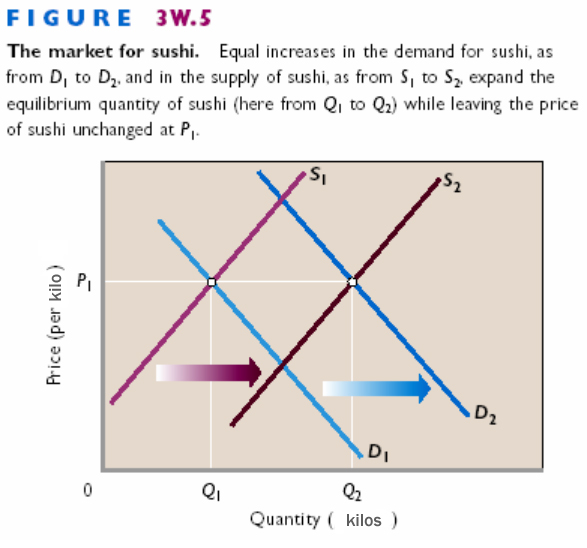 FIGURE 3W.5
The market for sushi. Equal increases in the demand for sushi, as
from D₁ to D₂, and in the supply of sushi, as from S₁ to S₂, expand the
equilibrium quantity of sushi (here from Q₁ to Q₂) while leaving the price
of sushi unchanged at P₁.
S₁
S₂
P₁
Price (per kilo)
D₂
D₁
0
Q₁
Q₂
Quantity ( kilos )